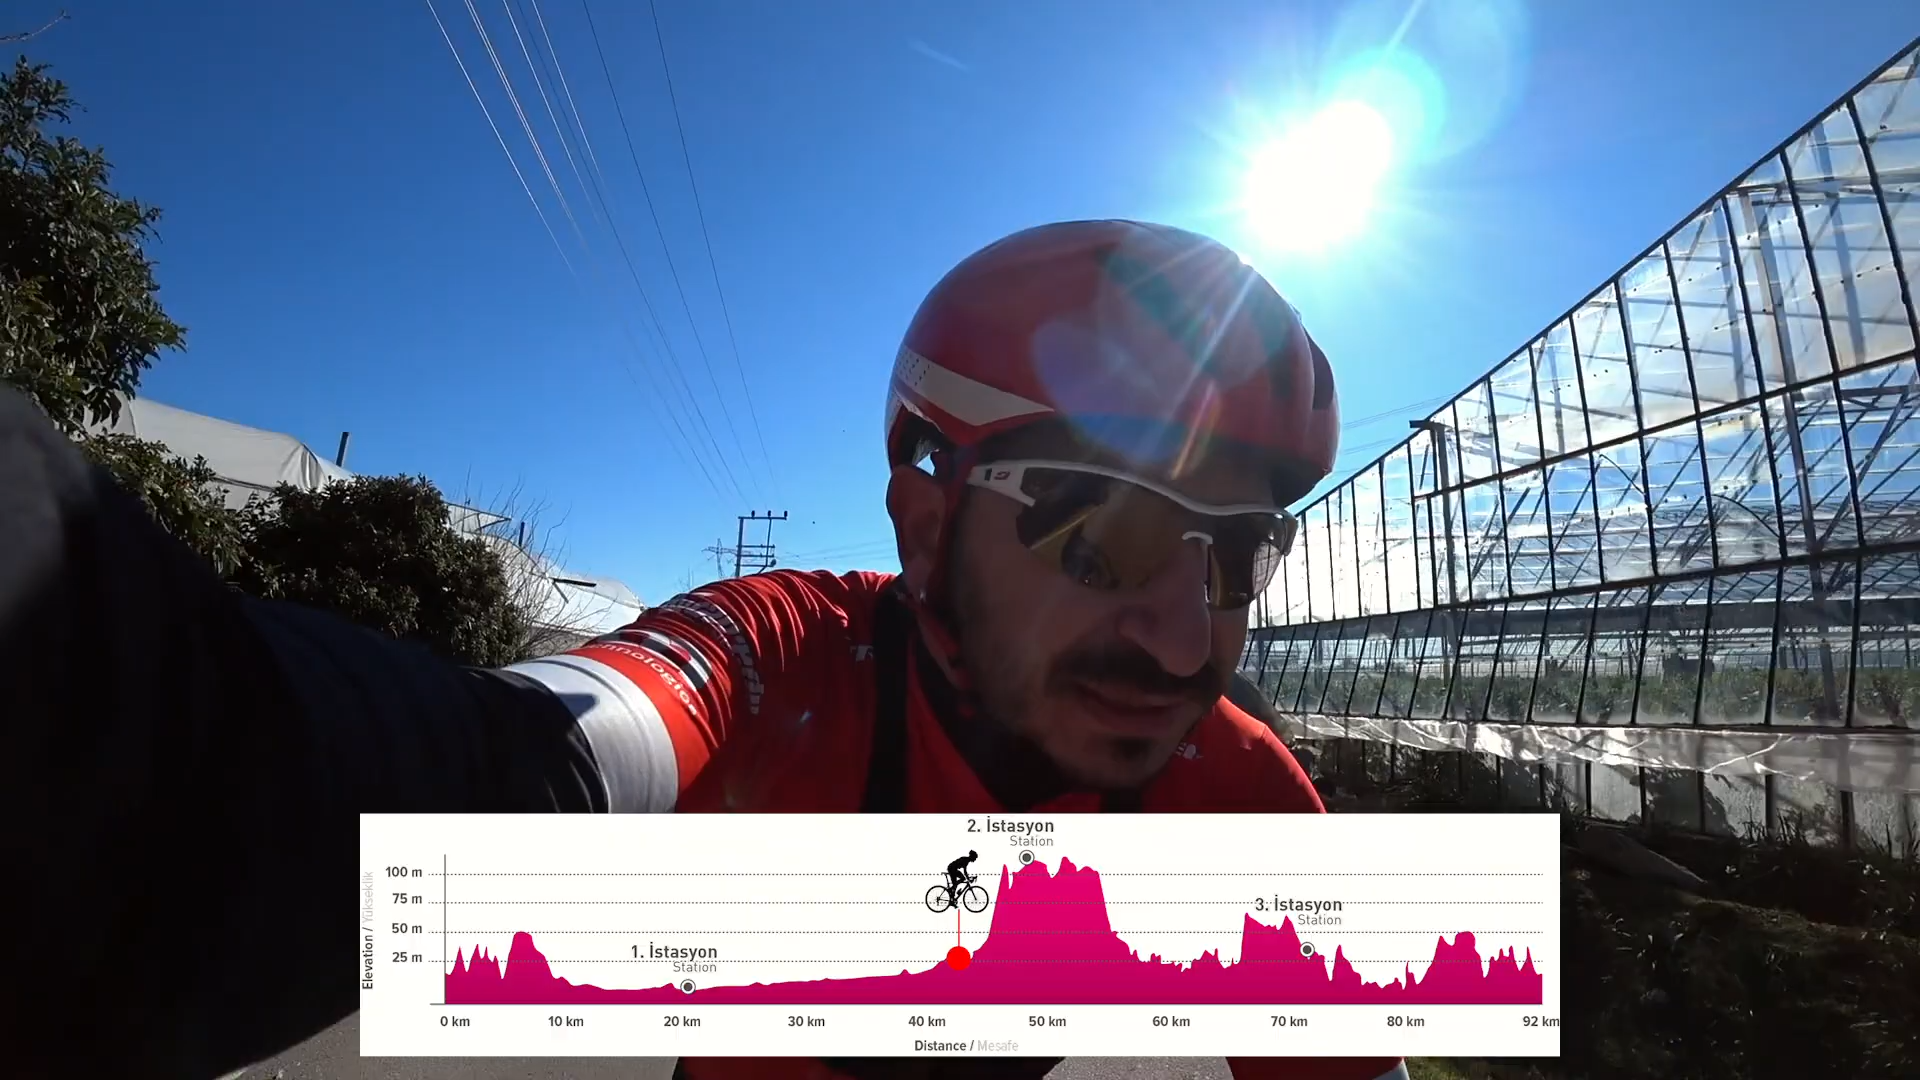 nnologies
2. İstasyon
Station
100 m
75 m
50 m
25 m
3. İstasyon
Station
1. İstasyon
Station
Elevation / Yükseklik
0 km
10 km
20 km
30 km
40 km
50 km
60 km
70 km
80 km
92 km
Distance / Mesafe